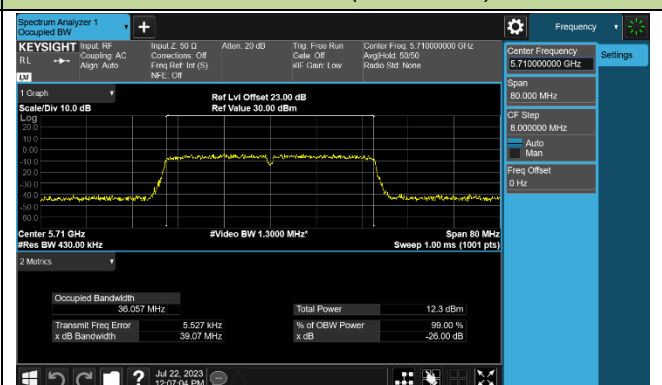 Spectrum Analyzer 1
Occupied BW
Frequency
KEYSIGHT
RL
LXI
Input: RF
Coupling: AC
Align: Auto
Input Z: 50 Ω
Corrections: Off
Freq Ref: Int (S)
NFE: Off
Atten: 20 dB
Trig: Free Run
Gate: Off
#IF Gain: Low
Center Freq: 5.710000000 GHz
Avg|Hold: 50/50
Radio Std: None
Center Frequency
5.710000000 GHz
Settings
Span
80.000 MHz
CF Step
8.000000 MHz
Auto
Man
Freq Offset
0 Hz
1 Graph
Scale/Div 10.0 dB
Ref Lvl Offset 23.00 dB
Ref Value 30.00 dBm
Log
20.0
10.0
0.00
-10.0
-20.0
-30.0
-40.0
-50.0
-60.0
Center 5.71 GHz
#Res BW 430.00 kHz
#Video BW 1.3000 MHz*
Span 80 MHz
Sweep 1.00 ms (1001 pts)
2 Metrics
Occupied Bandwidth
36.057 MHz
Transmit Freq Error 5.527 kHz
x dB Bandwidth 39.07 MHz
Total Power 12.3 dBm
% of OBW Power 99.00 %
x dB -26.00 dB
?
Jul 22, 2023
12:07:04 PM